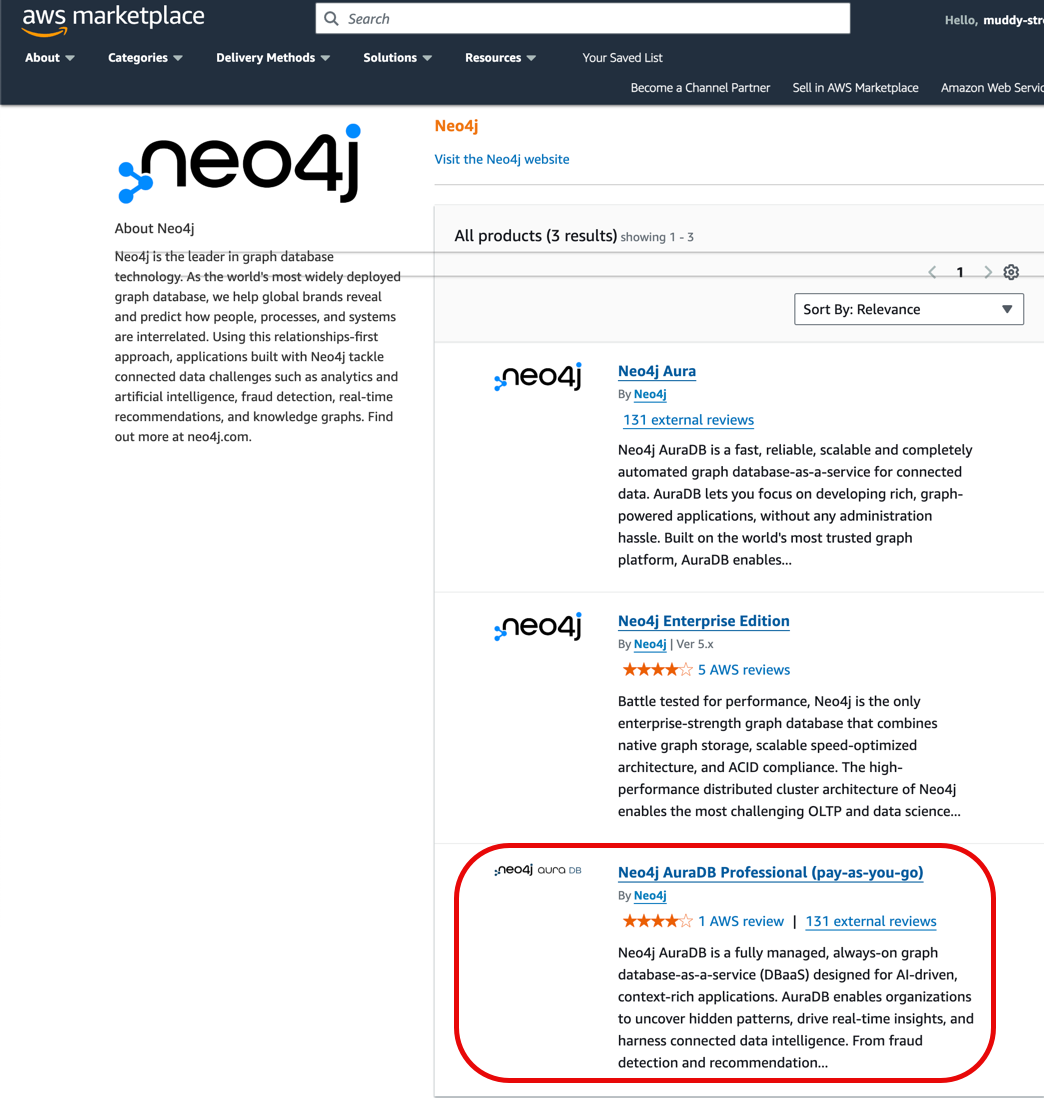 aws marketplace
Search
Hello, muddy-str
About
Categories
Delivery Methods
Solutions
Resources
Your Saved List
Become a Channel Partner
Sell in AWS Marketplace
Amazon Web Servic
neo4j
About Neo4j
Neo4j is the leader in graph database
technology. As the world's most widely deployed
graph database, we help global brands reveal
and predict how people, processes, and systems
are interrelated. Using this relationships-first
approach, applications built with Neo4j tackle
connected data challenges such as analytics and
artificial intelligence, fraud detection, real-time
recommendations, and knowledge graphs. Find
out more at neo4j.com.
Neo4j
Visit the Neo4j website
All products (3 results) showing 1 - 3
1
Sort By: Relevance
neo4j
Neo4j Aura
By Neo4j
131 external reviews
Neo4j AuraDB is a fast, reliable, scalable and completely
automated graph database-as-a-service for connected
data. AuraDB lets you focus on developing rich, graph-
powered applications, without any administration
hassle. Built on the world's most trusted graph
platform, AuraDB enables...
neo4j
Neo4j Enterprise Edition
By Neo4j | Ver 5.x
5 AWS reviews
Battle tested for performance, Neo4j is the only
enterprise-strength graph database that combines
native graph storage, scalable speed-optimized
architecture, and ACID compliance. The high-
performance distributed cluster architecture of Neo4j
enables the most challenging OLTP and data science...
neo4j aura DB
Neo4j AuraDB Professional (pay-as-you-go)
By Neo4j
1 AWS review | 131 external reviews
Neo4j AuraDB is a fully managed, always-on graph
database-as-a-service (DBaaS) designed for AI-driven,
context-rich applications. AuraDB enables organizations
to uncover hidden patterns, drive real-time insights, and
harness connected data intelligence. From fraud
detection and recommendation...